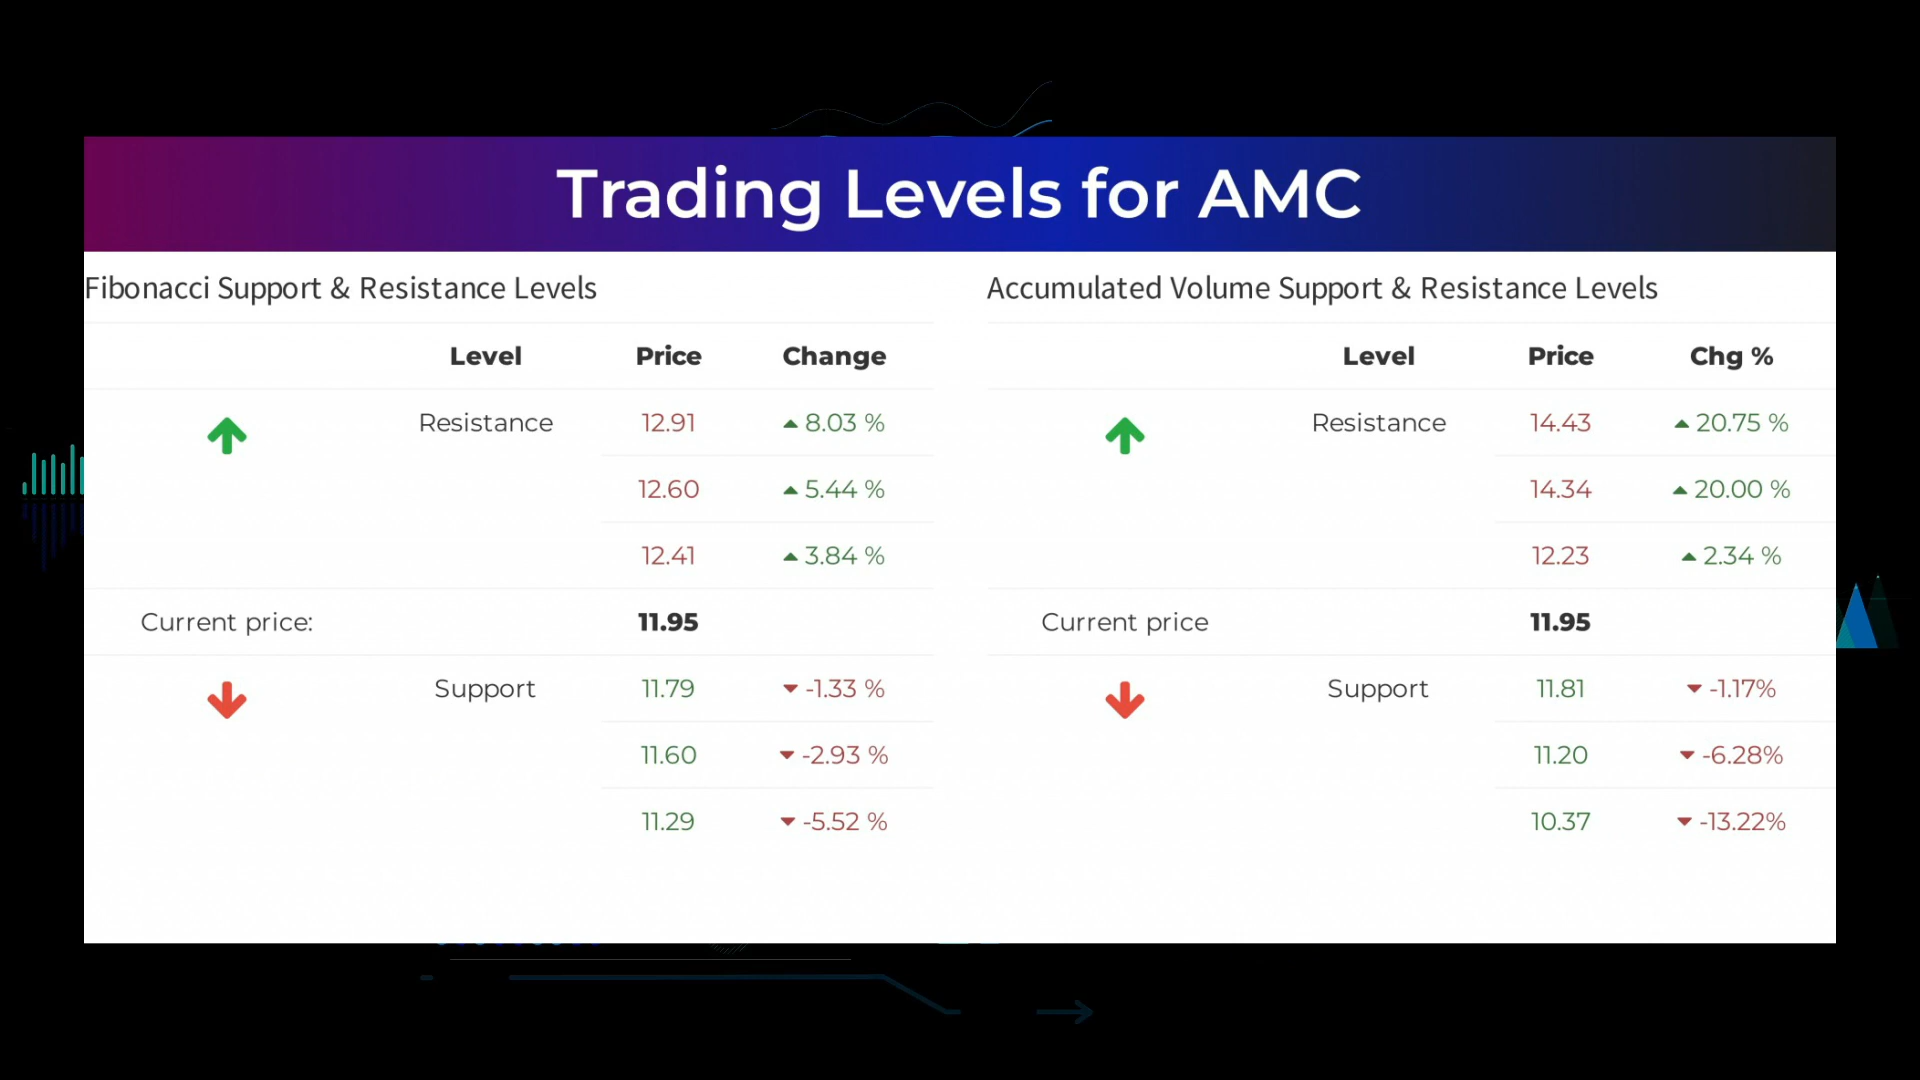 Trading Levels for AMC
Fibonacci Support & Resistance Levels
Level Price Change
Resistance 12.91 8.03 %
12.60 5.44 %
12.41 3.84 %
Current price: 11.95
Support 11.79 -1.33 %
11.60 -2.93 %
11.29 -5.52 %
Accumulated Volume Support & Resistance Levels
Level Price Chg %
Resistance 14.43 20.75 %
14.34 20.00 %
12.23 2.34 %
Current price 11.95
Support 11.81 -1.17%
11.20 -6.28%
10.37 -13.22%